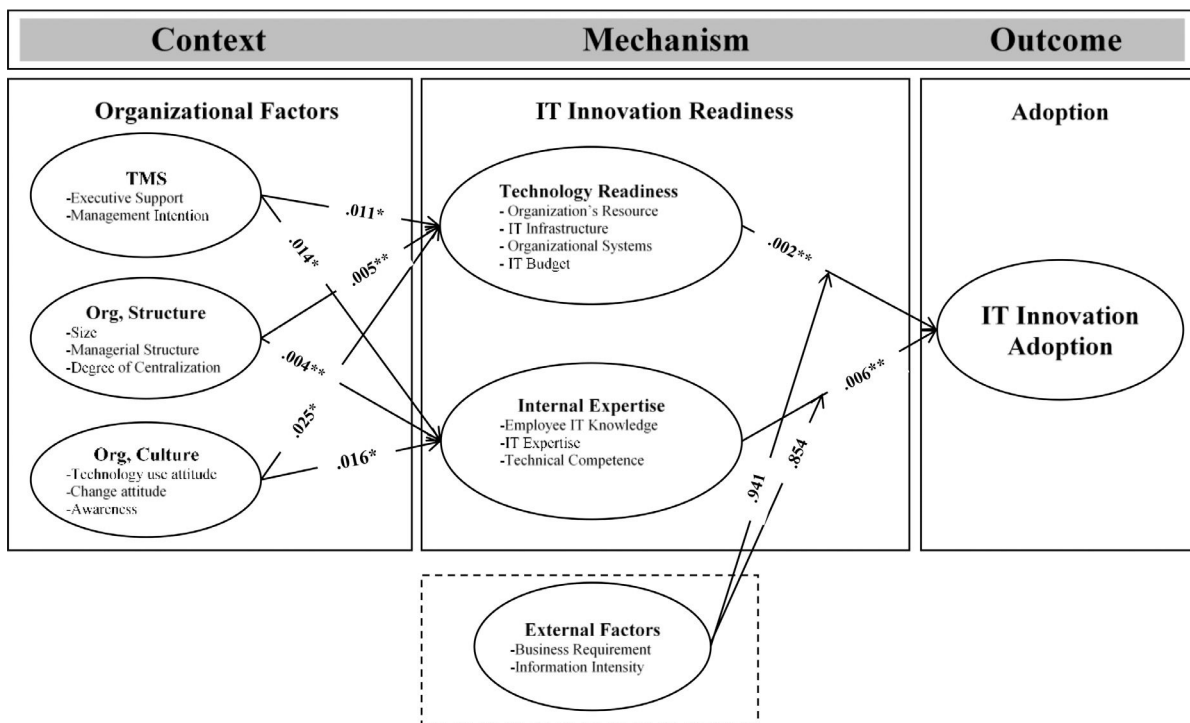 Context
Mechanism
Outcome
Organizational Factors
TMS
-Executive Support
-Management Intention
Org, Structure
-Size
-Managerial Structure
-Degree of Centralization
Org, Culture
-Technology use attitude
-Change attitude
-Awareness
.011*
.014*
.005**
.004**
.025*
.016*
IT Innovation Readiness
Technology Readiness
- Organization's Resource
- IT Infrastructure
- Organizational Systems
- IT Budget
Internal Expertise
-Employee IT Knowledge
-IT Expertise
-Technical Competence
.002**
.006**
.941
.854
Adoption
IT Innovation
Adoption
External Factors
-Business Requirement
-Information Intensity